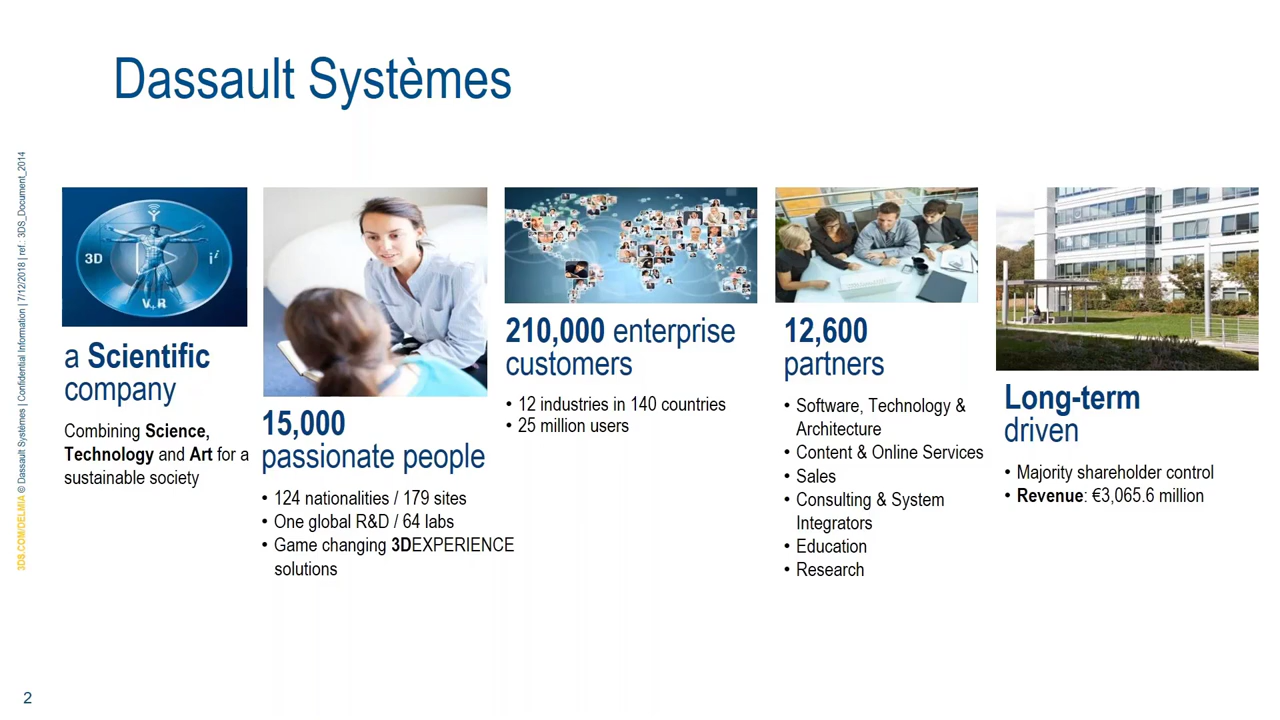 Dassault Systèmes
3DS.COM/DELMIA © Dassault Systèmes | Confidential Information | 7/12/2018 | ref.: 3DS_Document_2014
3D
i^i
V,R
a Scientific
company
Combining Science,
Technology and Art for a
sustainable society
15,000
passionate people
• 124 nationalities / 179 sites
• One global R&D / 64 labs
• Game changing 3DEXPERIENCE
solutions
210,000 enterprise
customers
• 12 industries in 140 countries
• 25 million users
12,600
partners
• Software, Technology &
Architecture
• Content & Online Services
• Sales
• Consulting & System
Integrators
• Education
• Research
Long-term
driven
• Majority shareholder control
• Revenue: €3,065.6 million
2